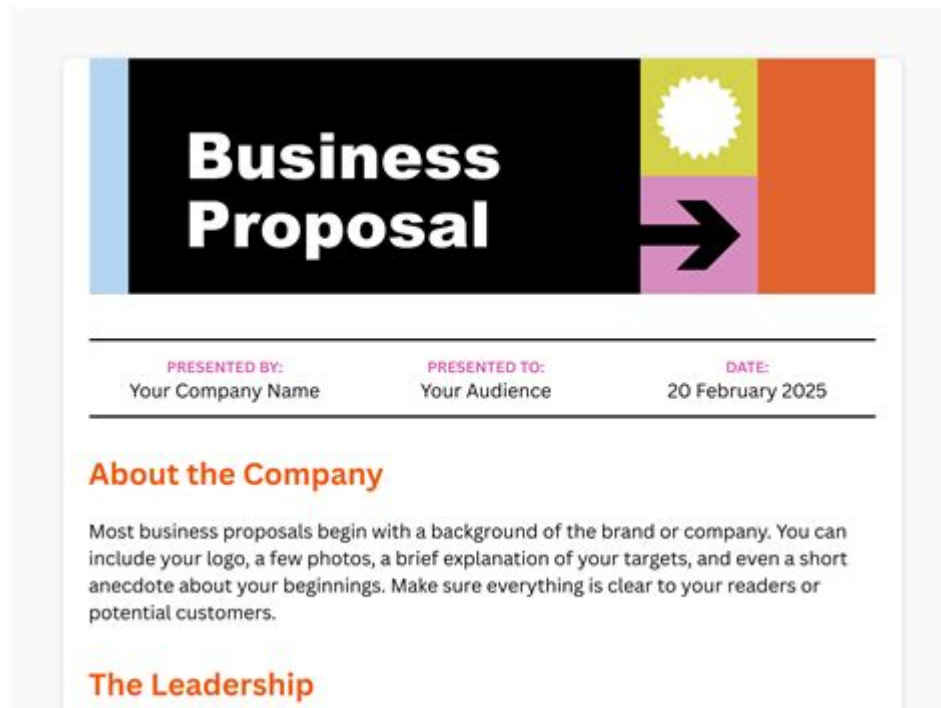 Business
Proposal
PRESENTED BY:
Your Company Name
PRESENTED TO:
Your Audience
DATE:
20 February 2025
About the Company
Most business proposals begin with a background of the brand or company. You can
include your logo, a few photos, a brief explanation of your targets, and even a short
anecdote about your beginnings. Make sure everything is clear to your readers or
potential customers.
The Leadership